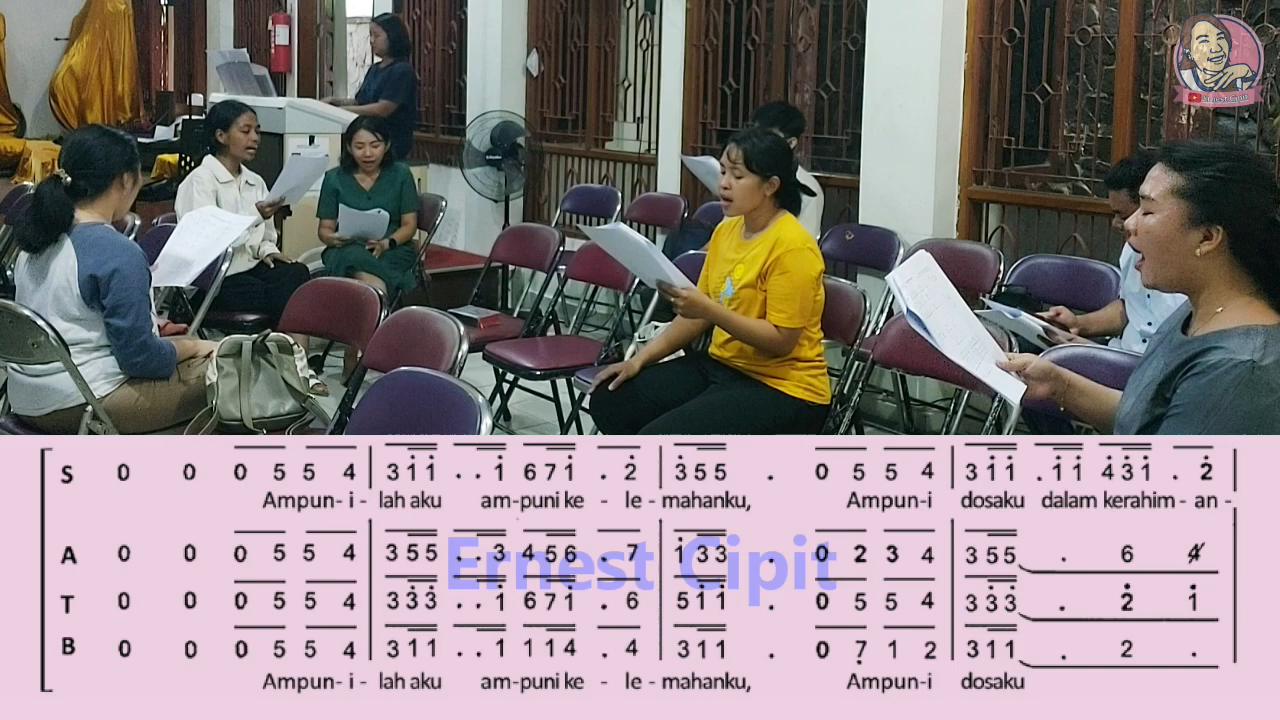 Ernest Cipit
S 0 0 0 5 5 4 | 3 1̇ 1̇ . . 1̇ 6 7 1̇ . 2̇ | 3̇ 5 5 . 0 5 5 4 | 3 1̇ 1̇ . 1̇ 1̇ 4̇ 3̇ 1̇ . 2̇ |
Ampun- i - lah aku am-puni ke - le - mahanku, Ampun-i dosaku dalam kerahim - an -
A 0 0 0 5 5 4 | 3 5 5 . . 3 4 5 6 . 7 | 1̇ 3 3 . 0 2 3 4 | 3 5 5 . 6 4̸
Ernest Cipit
T 0 0 0 5 5 4 | 3 3̇ 3̇ . . 1̇ 6 7 1̇ . 6 | 5 1̇ 1̇ . 0 5 5 4 | 3 3̇ 3̇ . 2̇ 1̇
B 0 0 0 5 5 4 | 3 1 1 . . 1 1 1 4 . 4 | 3 1 1 . 0 7̣ 1 2 | 3 1 1 . 2 .
Ampun- i - lah aku am-puni ke - le - mahanku, Ampun-i dosaku